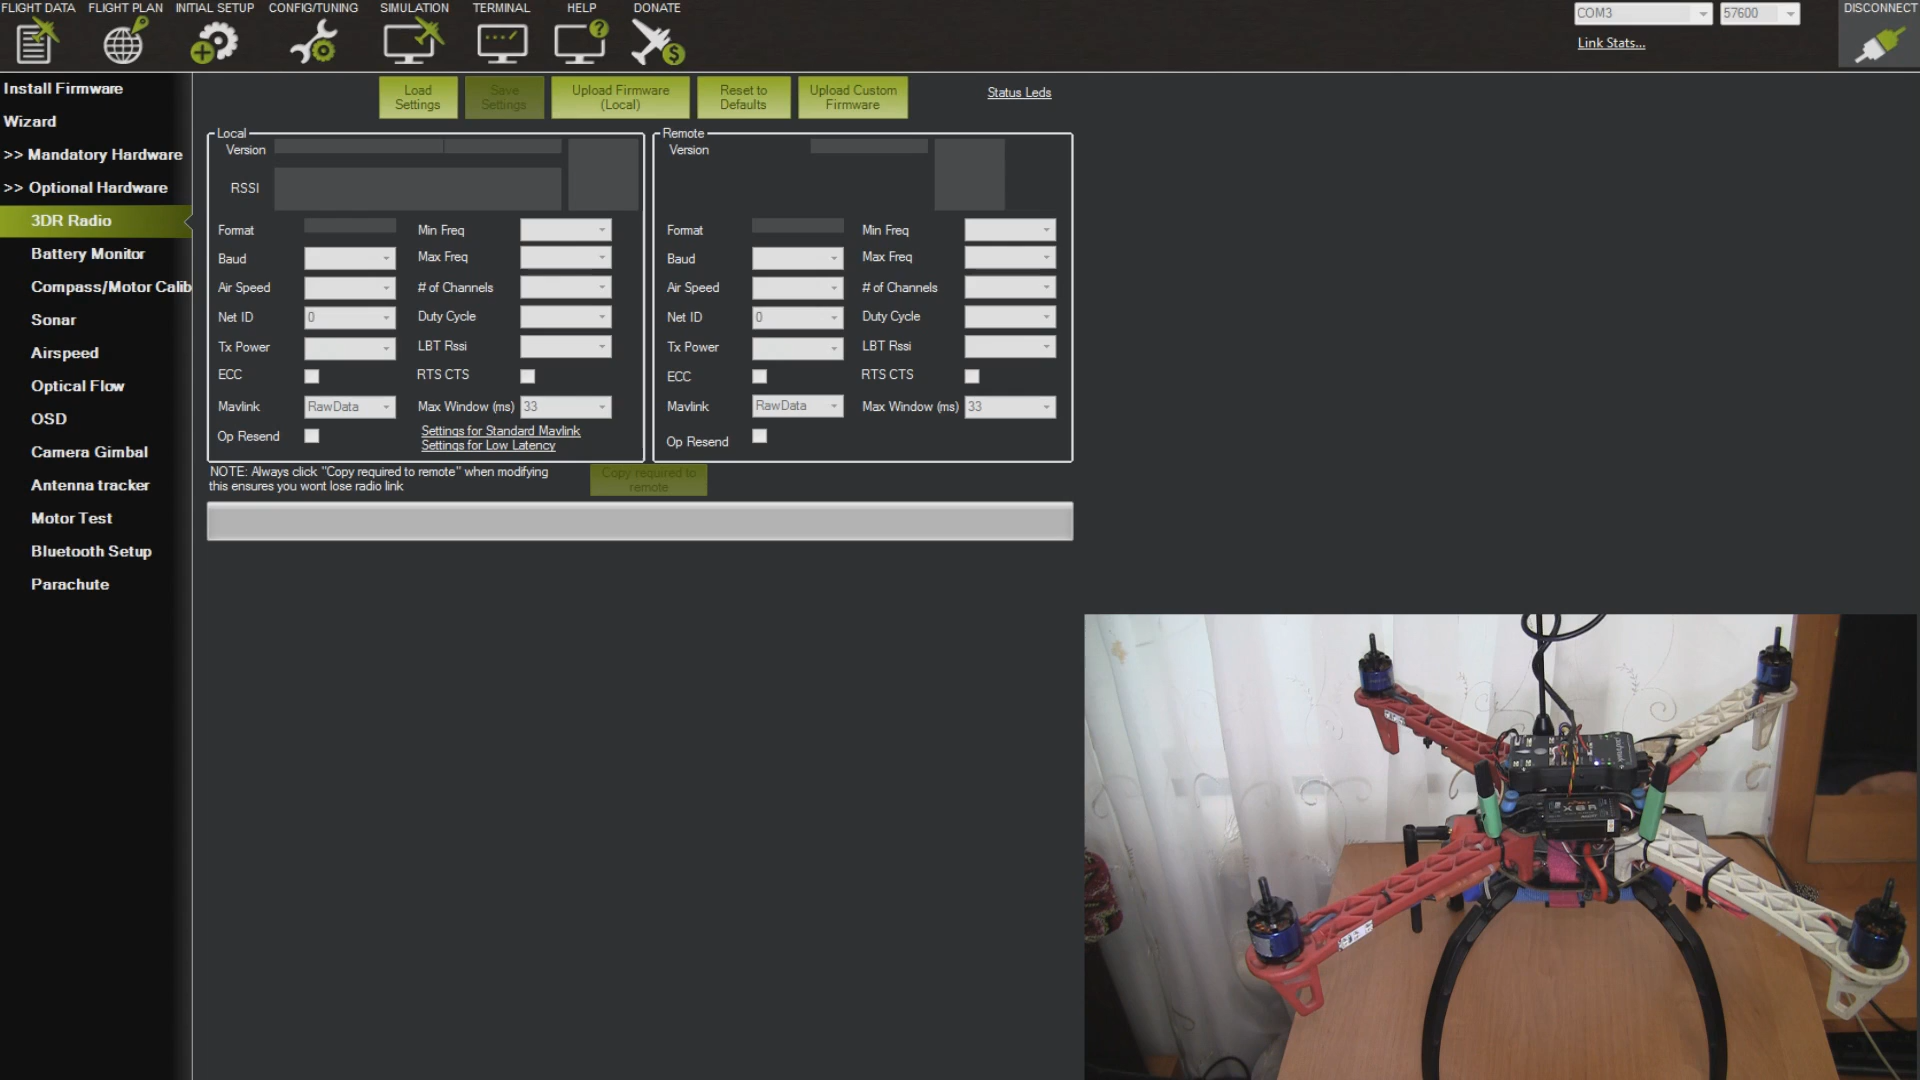 FLIGHT DATA FLIGHT PLAN INITIAL SETUP CONFIG/TUNING SIMULATION TERMINAL HELP DONATE
COM3 57600 DISCONNECT
Link Stats...
Install Firmware
Wizard
>> Mandatory Hardware
>> Optional Hardware
3DR Radio
Battery Monitor
Compass/Motor Calib
Sonar
Airspeed
Optical Flow
OSD
Camera Gimbal
Antenna tracker
Motor Test
Bluetooth Setup
Parachute
Load
Settings
Save
Settings
Upload Firmware
(Local)
Reset to
Defaults
Upload Custom
Firmware
Status Leds
Local
Version
RSSI
Format Min Freq
Baud Max Freq
Air Speed # of Channels
Net ID 0 Duty Cycle
Tx Power LBT Rssi
ECC RTS CTS
Mavlink RawData Max Window (ms) 33
Op Resend
Settings for Standard Mavlink
Settings for Low Latency
Remote
Version
Format Min Freq
Baud Max Freq
Air Speed # of Channels
Net ID 0 Duty Cycle
Tx Power LBT Rssi
ECC RTS CTS
Mavlink RawData Max Window (ms) 33
Op Resend
NOTE: Always click "Copy required to remote" when modifying
this ensures you wont lose radio link
Copy required to
remote
X6R